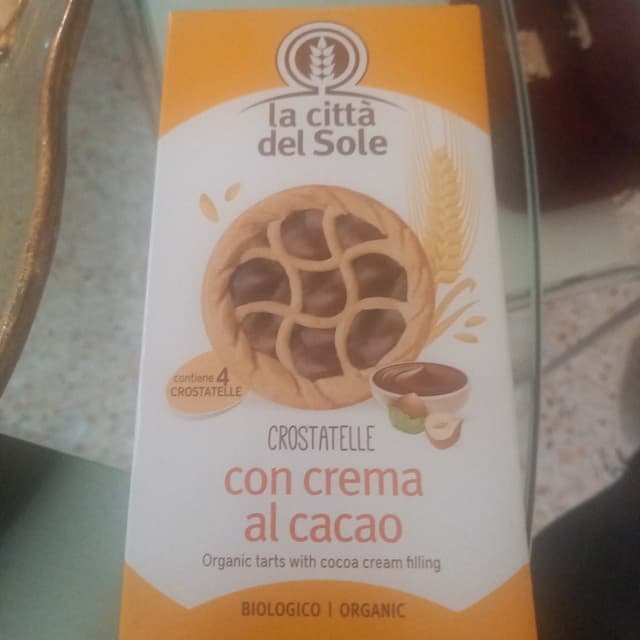 la città
del Sole
contiene 4
CROSTATELLE
CROSTATELLE
con crema
al cacao
Organic tarts with cocoa cream filling
BIOLOGICO | ORGANIC